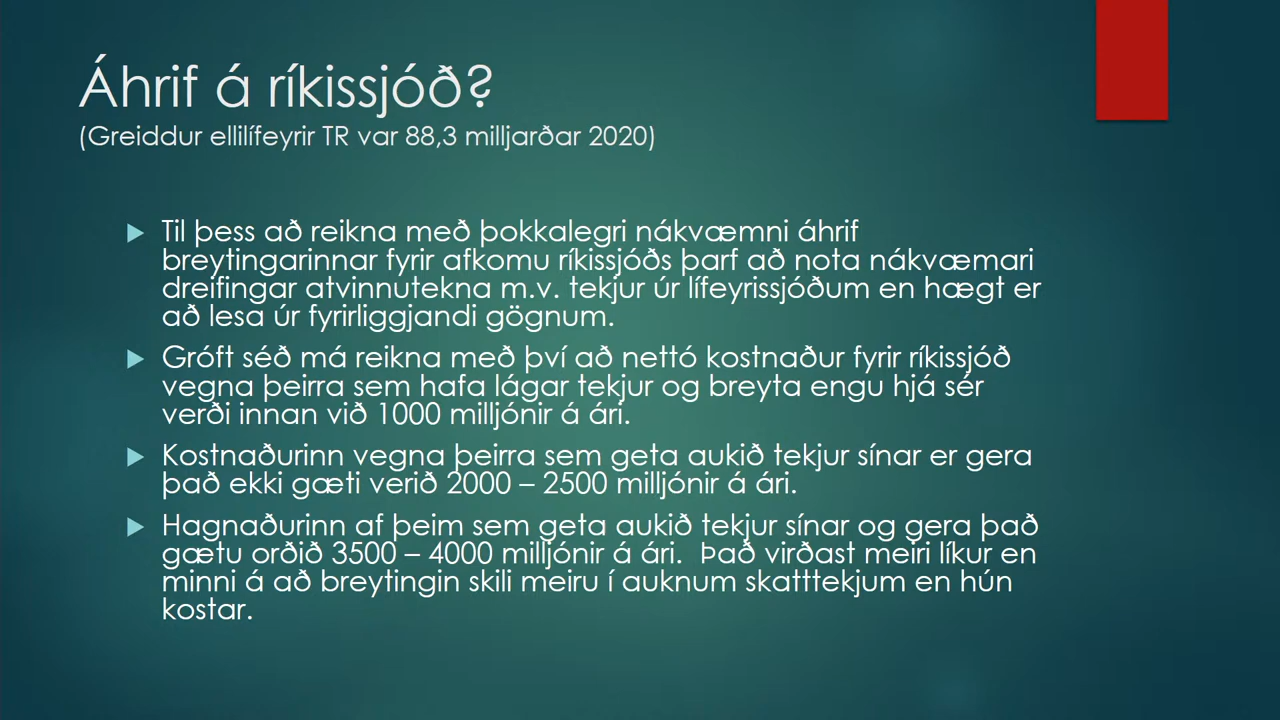 Áhrif á ríkissjóð?
(Greiddur ellilífeyrir TR var 88,3 milljarðar 2020)
Til þess að reikna með þokkalegri nákvæmni áhrif
breytingarinnar fyrir afkomu ríkissjóðs þarf að nota nákvæmari
dreifingar atvinnutekna m.v. tekjur úr lífeyrissjóðum en hægt er
að lesa úr fyrirliggjandi gögnum.
Gróft séð má reikna með því að nettó kostnaður fyrir ríkissjóð
vegna þeirra sem hafa lágar tekjur og breyta engu hjá sér
verði innan við 1000 milljónir á ári.
Kostnaðurinn vegna þeirra sem geta aukið tekjur sínar er gera
það ekki gæti verið 2000 – 2500 milljónir á ári.
Hagnaðurinn af þeim sem geta aukið tekjur sínar og gera það
gætu orðið 3500 – 4000 milljónir á ári.  Það virðast meiri líkur en
minni á að breytingin skili meiru í auknum skatttekjum en hún
kostar.